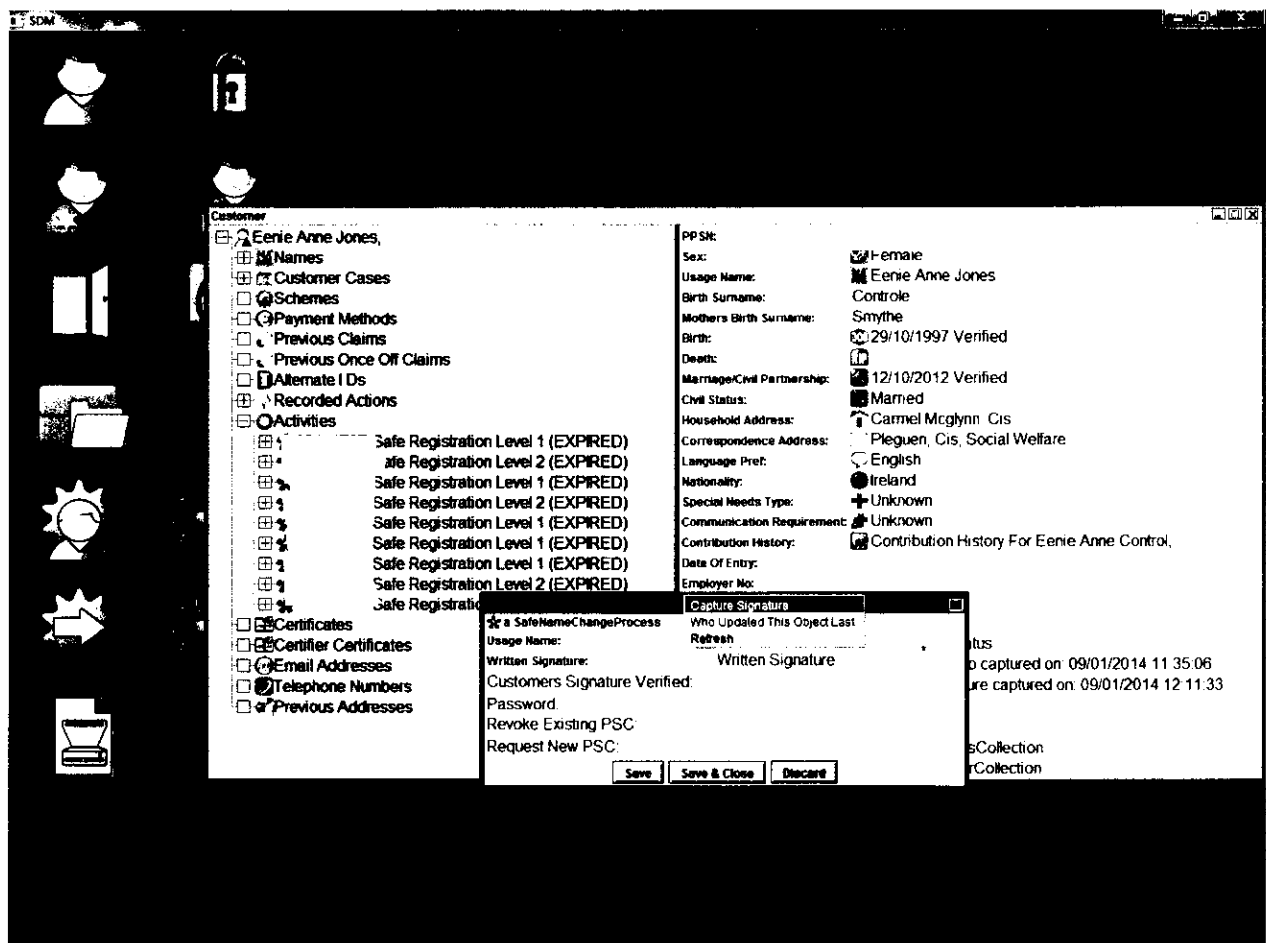 SDM
Customer
Eenie Anne Jones,
Names
Customer Cases
Schemes
Payment Methods
Previous Claims
Previous Once Off Claims
Alternate I Ds
Recorded Actions
Activities
Safe Registration Level 1 (EXPIRED)
afe Registration Level 2 (EXPIRED)
Safe Registration Level 1 (EXPIRED)
Safe Registration Level 2 (EXPIRED)
Safe Registration Level 1 (EXPIRED)
Safe Registration Level 1 (EXPIRED)
Safe Registration Level 1 (EXPIRED)
Safe Registration Level 2 (EXPIRED)
Safe Registratio
Certificates
Certifier Certificates
Email Addresses
Telephone Numbers
Previous Addresses
PPSN:
Sex: Female
Usage Name: Eenie Anne Jones
Birth Surname: Controle
Mothers Birth Surname: Smythe
Birth: 29/10/1997 Verified
Death:
Marriage/Civil Partnership: 12/10/2012 Verified
Civil Status: Married
Household Address: Carmel Mcglynn, Cis
Correspondence Address: Pleguen, Cis, Social Welfare
Language Pref: English
Nationality: Ireland
Special Needs Type: Unknown
Communication Requirement: Unknown
Contribution History: Contribution History For Eenie Anne Control,
Date Of Entry:
Employer No:
tus
o captured on: 09/01/2014 11:35:06
ure captured on: 09/01/2014 12:11:33
sCollection
rCollection
Capture Signature
Who Updated This Object Last
Refresh
a SafeNameChangeProcess
Usage Name:
Written Signature: Written Signature
Customers Signature Verified:
Password:
Revoke Existing PSC:
Request New PSC:
Save Save & Close Discard